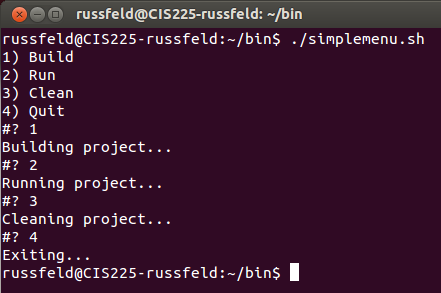 russfeld@CIS225-russfeld: ~/bin
russfeld@CIS225-russfeld:~/bin$ ./simplemenu.sh
1) Build
2) Run
3) Clean
4) Quit
#? 1
Building project...
#? 2
Running project...
#? 3
Cleaning project...
#? 4
Exiting...
russfeld@CIS225-russfeld:~/bin$